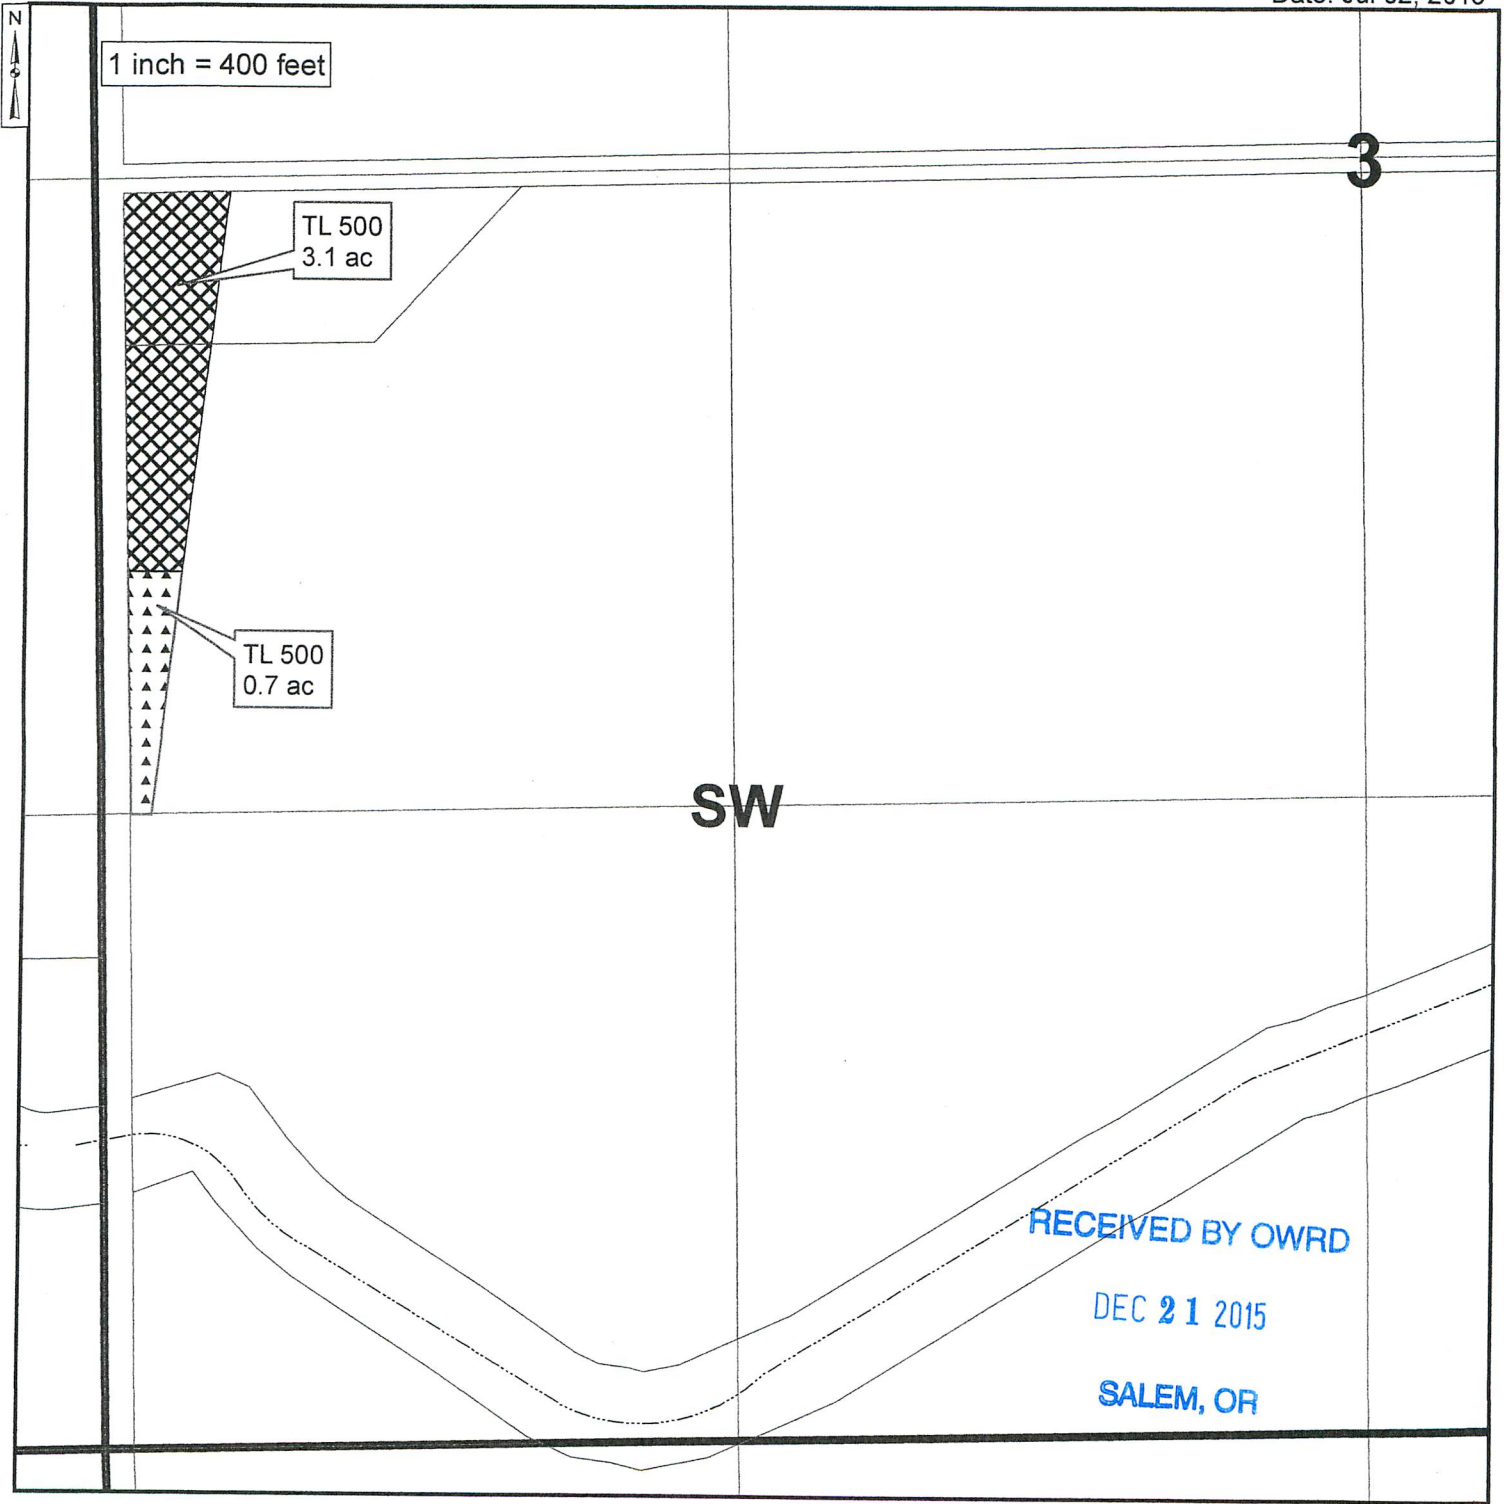 N
1 inch = 400 feet
3
TL 500
3.1 ac
TL 500
0.7 ac
SW
RECEIVED BY OWRD
DEC 21 2015
SALEM, OR